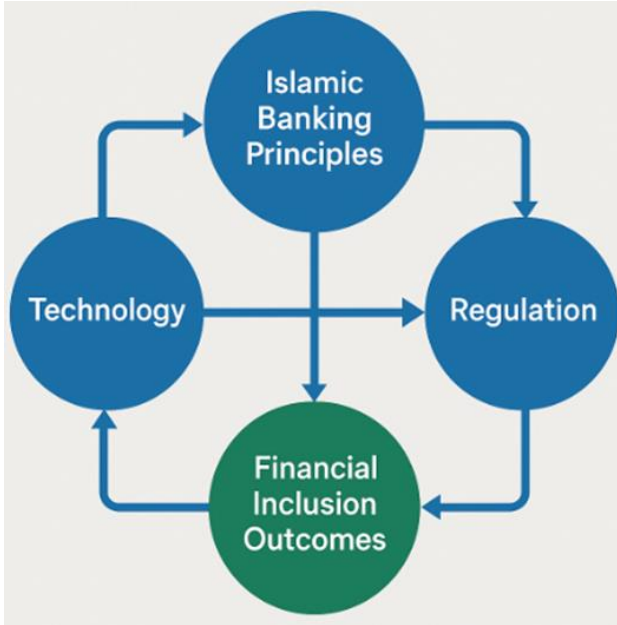 Islamic
Banking
Principles
Technology
Regulation
Financial
Inclusion
Outcomes